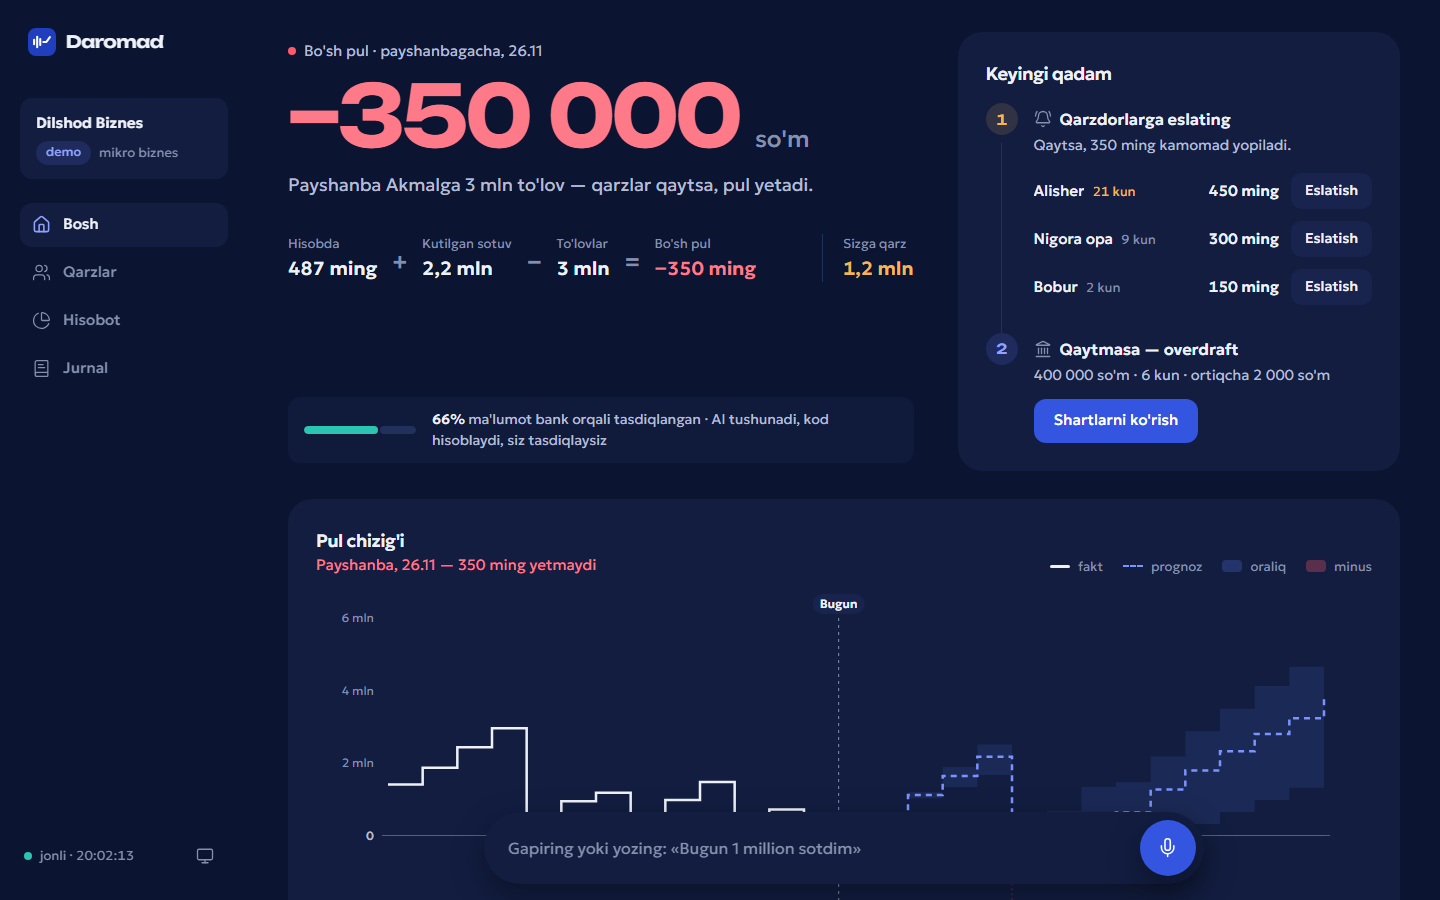 Daromad
Dilshod Biznes
demo mikro biznes
Bosh
Qarzlar
Hisobot
Jurnal
jonli · 20:02:13
Bo'sh pul · payshanbagacha, 26.11
−350 000 so'm
Payshanba Akmalga 3 mln to'lov — qarzlar qaytsa, pul yetadi.
Hisobda Kutilgan sotuv To'lovlar Bo'sh pul Sizga qarz
487 ming + 2,2 mln − 3 mln = −350 ming 1,2 mln
66% ma'lumot bank orqali tasdiqlangan · AI tushunadi, kod
hisoblaydi, siz tasdiqlaysiz
Keyingi qadam
1 Qarzdorlarga eslating
Qaytsa, 350 ming kamomad yopiladi.
Alisher 21 kun 450 ming Eslatish
Nigora opa 9 kun 300 ming Eslatish
Bobur 2 kun 150 ming Eslatish
2 Qaytmasa — overdraft
400 000 so'm · 6 kun · ortiqcha 2 000 so'm
Shartlarni ko'rish
Pul chizig'i
Payshanba, 26.11 — 350 ming yetmaydi
fakt prognoz oraliq minus
Bugun
6 mln
4 mln
2 mln
0
Gapiring yoki yozing: «Bugun 1 million sotdim»